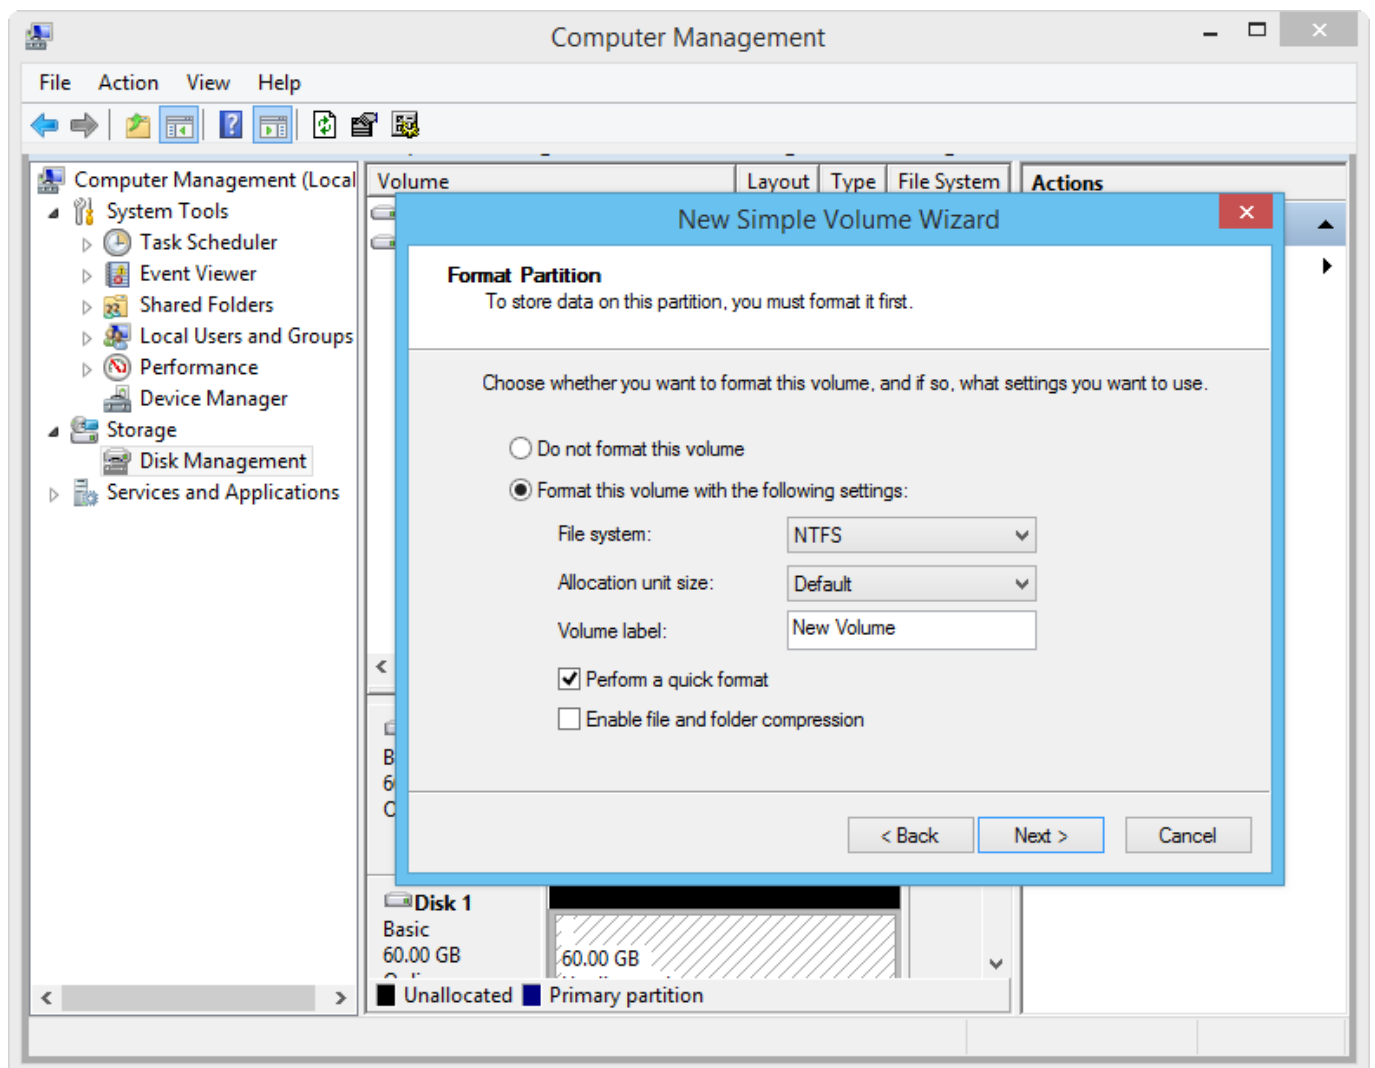 Computer Management
File Action View Help
Computer Management (Local
System Tools
Task Scheduler
Event Viewer
Shared Folders
Local Users and Groups
Performance
Device Manager
Storage
Disk Management
Services and Applications
Volume Layout Type File System Actions
New Simple Volume Wizard
Format Partition
To store data on this partition, you must format it first.
Choose whether you want to format this volume, and if so, what settings you want to use.
Do not format this volume
Format this volume with the following settings:
File system: NTFS
Allocation unit size: Default
Volume label: New Volume
Perform a quick format
Enable file and folder compression
< Back Next > Cancel
Disk 1
Basic
60.00 GB
60.00 GB
Unallocated Primary partition